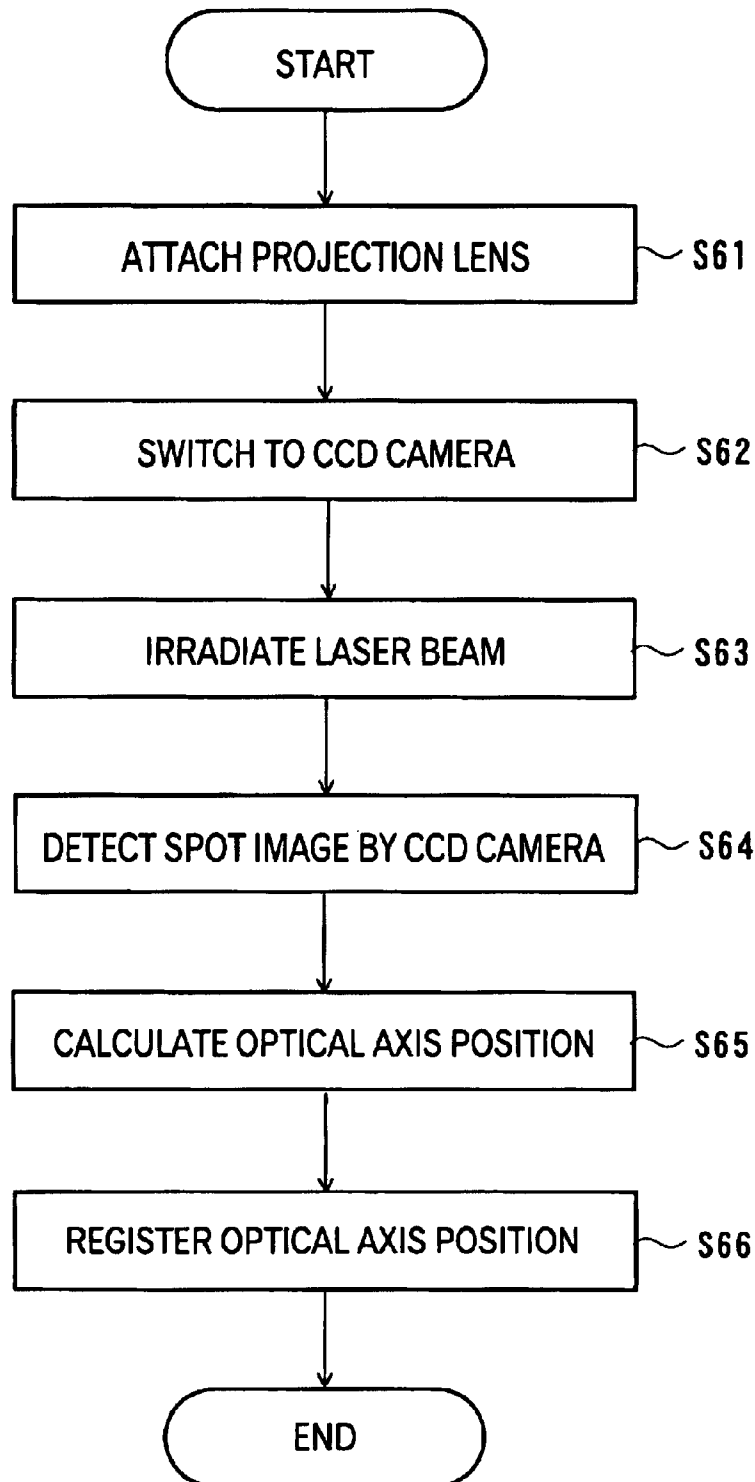 START
ATTACH PROJECTION LENS
S61
SWITCH TO CCD CAMERA
S62
IRRADIATE LASER BEAM
S63
DETECT SPOT IMAGE BY CCD CAMERA
S64
CALCULATE OPTICAL AXIS POSITION
S65
REGISTER OPTICAL AXIS POSITION
S66
END